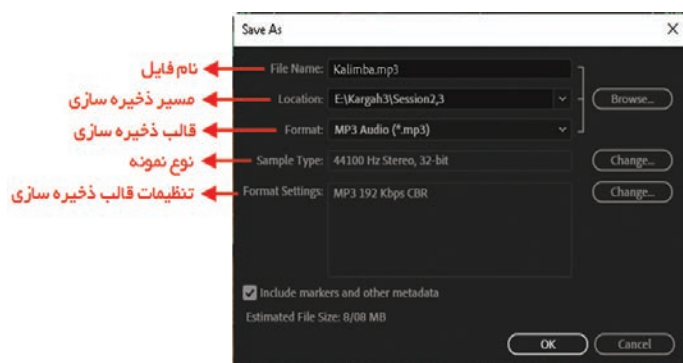 Save As
نام فایل File Name: Kalimba.mp3
مسیر ذخیره سازی Location: E:\Kargah3\Session2,3 Browse...
قالب ذخیره سازی Format: MP3 Audio (*.mp3)
نوع نمونه Sample Type: 44100 Hz Stereo, 32-bit Change...
تنظیمات قالب ذخیره سازی Format Settings: MP3 192 Kbps CBR Change...
Include markers and other metadata
Estimated File Size: 8/08 MB
OK Cancel